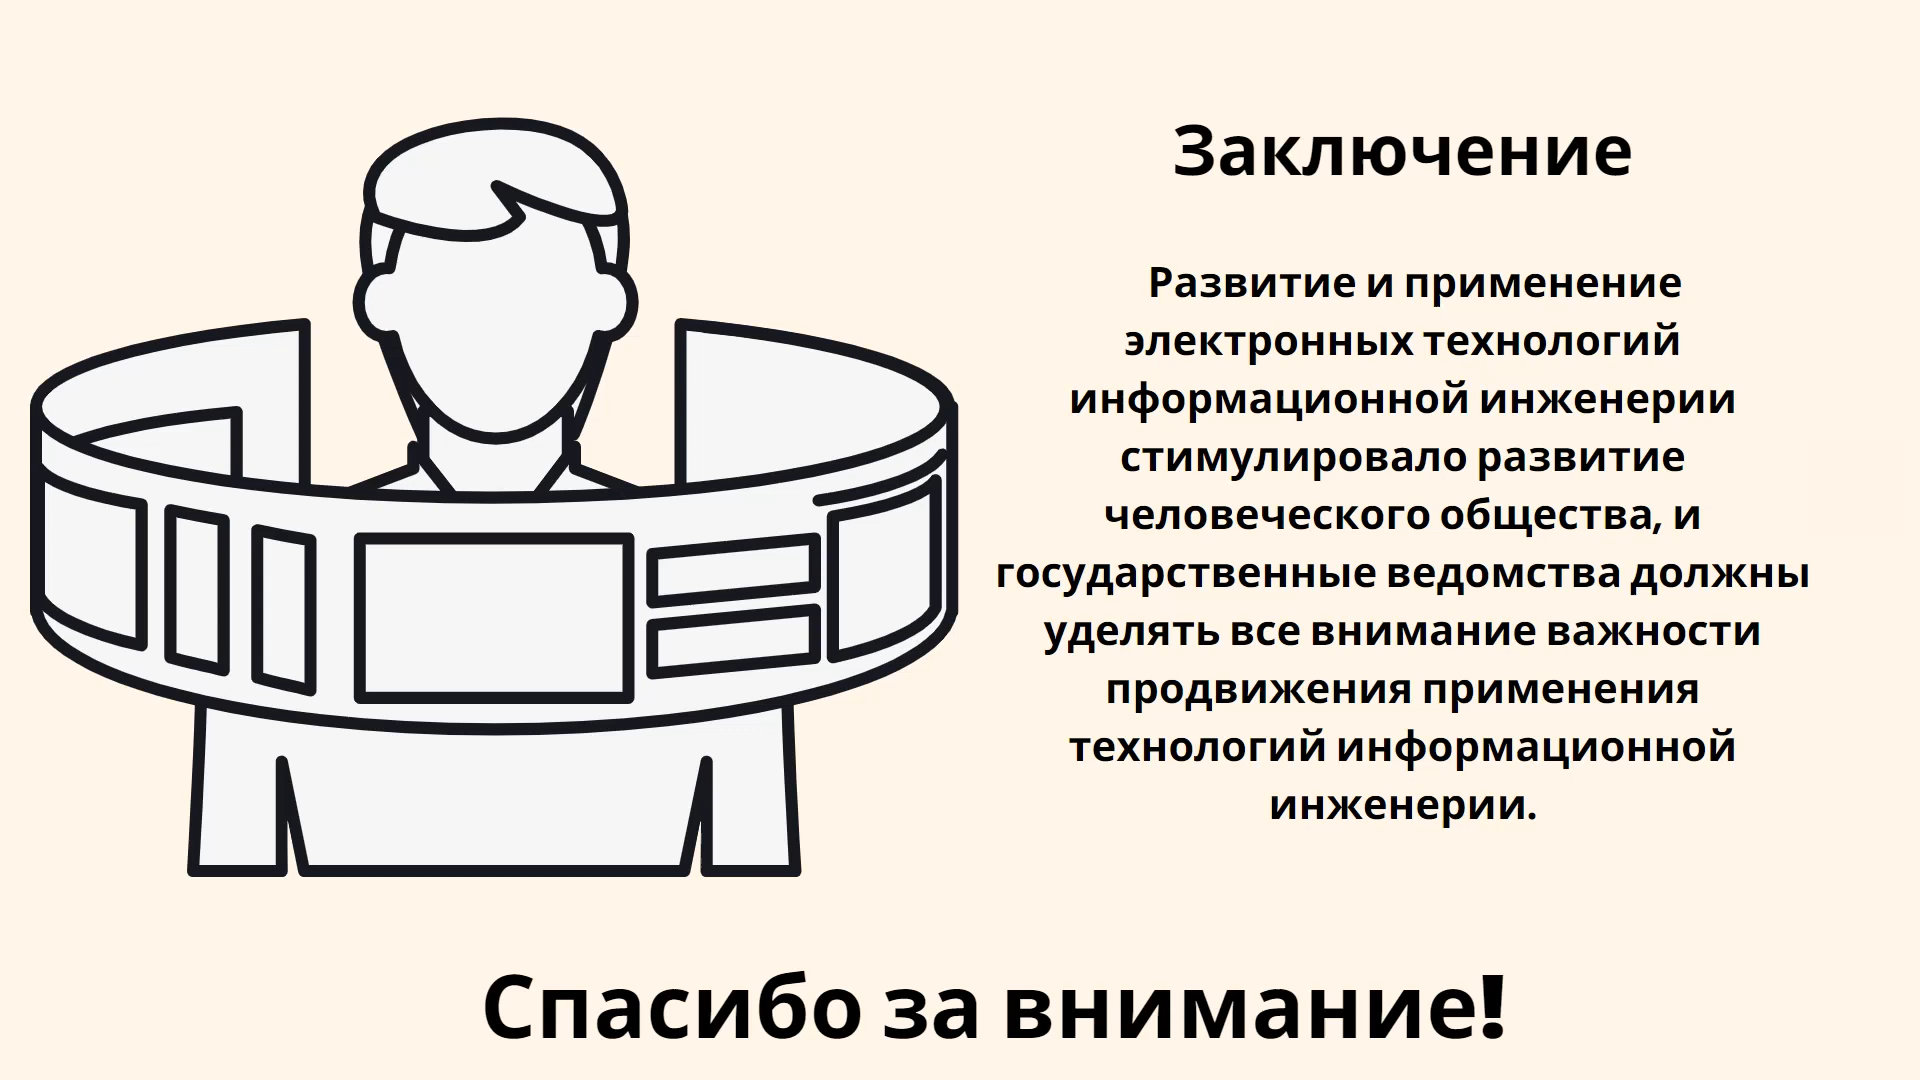 Заключение
Развитие и применение
электронных технологий
информационной инженерии
стимулировало развитие
человеческого общества, и
государственные ведомства должны
уделять все внимание важности
продвижения применения
технологий информационной
инженерии.
Спасибо за внимание!